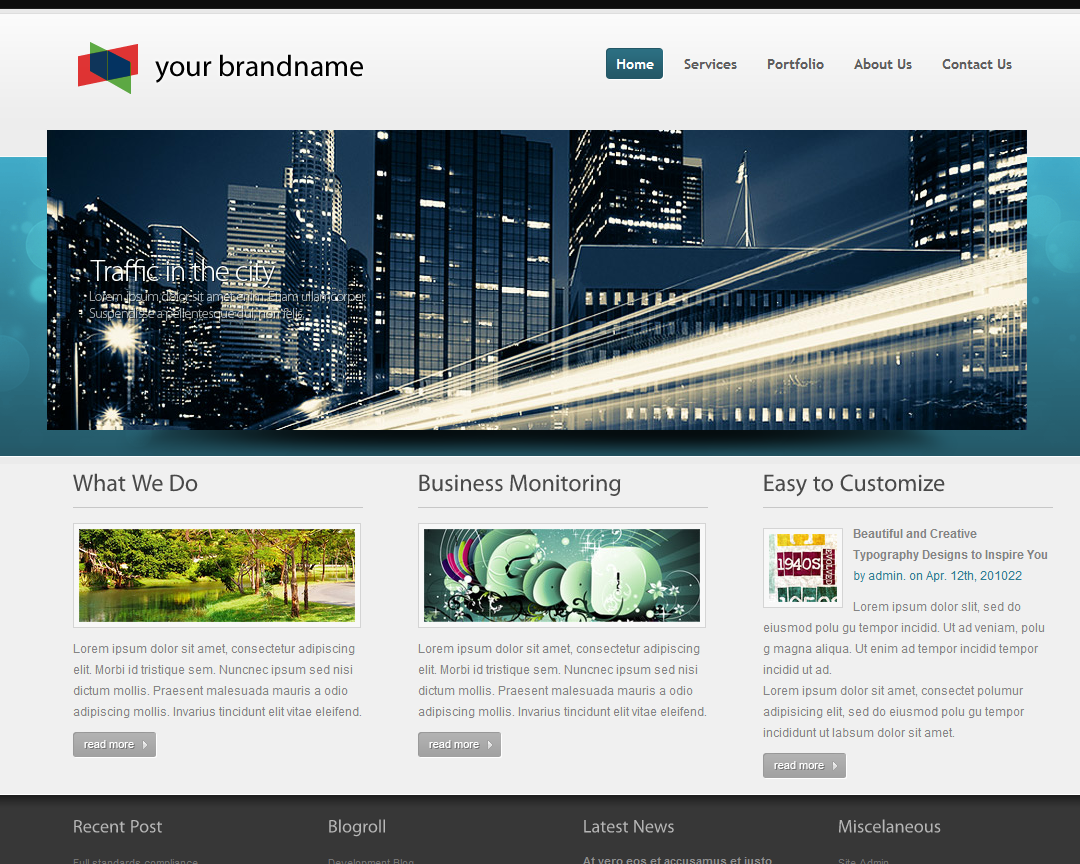 your brandname
Home Services Portfolio About Us Contact Us
Traffic in the city
Lorem ipsum dolor sit amet enim. Etiam ullamcorper.
Suspendisse a pellentesque dui, non felis.
What We Do
Lorem ipsum dolor sit amet, consectetur adipiscing
elit. Morbi id tristique sem. Nuncnec ipsum sed nisi
dictum mollis. Praesent malesuada mauris a odio
adipiscing mollis. Invarius tincidunt elit vitae eleifend.
read more
Business Monitoring
GOOD
Lorem ipsum dolor sit amet, consectetur adipiscing
elit. Morbi id tristique sem. Nuncnec ipsum sed nisi
dictum mollis. Praesent malesuada mauris a odio
adipiscing mollis. Invarius tincidunt elit vitae eleifend.
read more
Easy to Customize
1940S
Beautiful and Creative
Typography Designs to Inspire You
by admin. on Apr. 12th, 201022
Lorem ipsum dolor slit, sed do
eiusmod polu gu tempor incidid. Ut ad veniam, polu
g magna aliqua. Ut enim ad tempor incidid tempor
incidid ut ad.
Lorem ipsum dolor sit amet, consectet polumur
adipisicing elit, sed do eiusmod polu gu tempor
incididunt ut labsum dolor sit amet.
read more
Recent Post
Full standards compliance
Blogroll
Development Blog
Latest News
At vero eos et accusamus et iusto
Miscelaneous
Site Admin